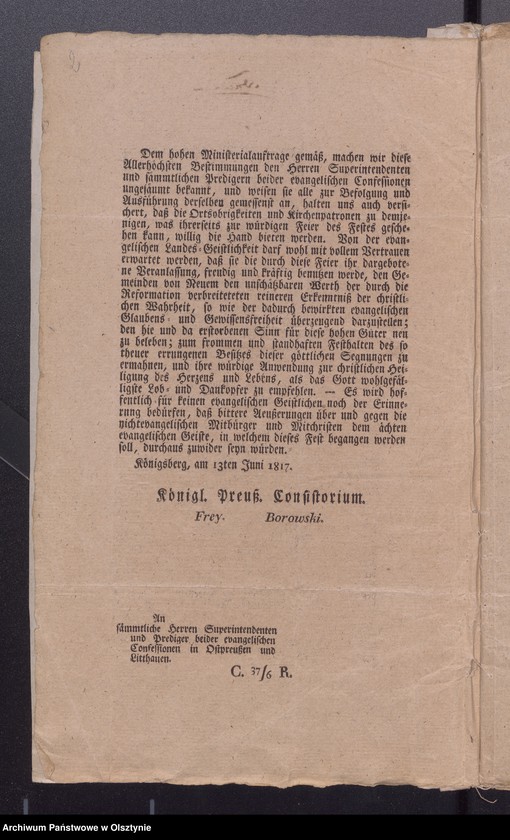 2
Dem hohen Ministerialauftrage gemäß, machen wir diese
Allerhöchsten Bestimmungen den Herren Superintendenten
und sämmtlichen Predigern beider evangelischen Confessionen
ungesäumt bekannt, und weisen sie alle zur Befolgung und
Ausführung derselben gemessenst an, halten uns auch versi-
chert, daß die Ortsobrigkeiten und Kirchenpatronen zu demje-
nigen, was ihrerseits zur würdigen Feier des Festes gesche-
hen kann, willig die Hand bieten werden. Von der evan-
gelischen Landes-Geistlichkeit darf wohl mit vollem Vertrauen
erwartet werden, daß sie die durch diese Feier ihr dargebote-
ne Veranlassung, freudig und kräftig benutzen werde, den Ge-
meinden von Neuem den unschätzbaren Werth der durch die
Reformation verbreiteteten reineren Erkenntniß der christli-
chen Wahrheit, so wie der dadurch bewirkten evangelischen
Glaubens- und Gewissensfreiheit überzeugend darzustellen;
den hie und da erstorbenen Sinn für diese hohen Güter neu
zu beleben; zum frommen und standhaften Festhalten des so
theuer errungenen Besitzes dieser göttlichen Segnungen zu
ermahnen, und ihre würdige Anwendung zur christlichen Hei-
ligung des Herzens und Lebens, als das Gott wohlgefäl-
ligste Lob- und Dankopfer zu empfehlen. — Es wird hof-
fentlich für keinen evangelischen Geistlichen noch der Erinne-
rung bedürfen, daß bittere Aeußerungen über und gegen die
nichtevangelischen Mitbürger und Mitchristen dem ächten
evangelischen Geiste, in welchem dieses Fest begangen werden
soll, durchaus zuwider seyn würden.
Königsberg, am 13ten Juni 1817.
Königl. Preuß. Consistorium.
Frey. Borowski.
An
sämmtliche Herren Superintendenten
und Prediger beider evangelischen
Confessionen in Ostpreußen und
Litthauen.
C. 37/6 R.
Archiwum Państwowe w Olsztynie